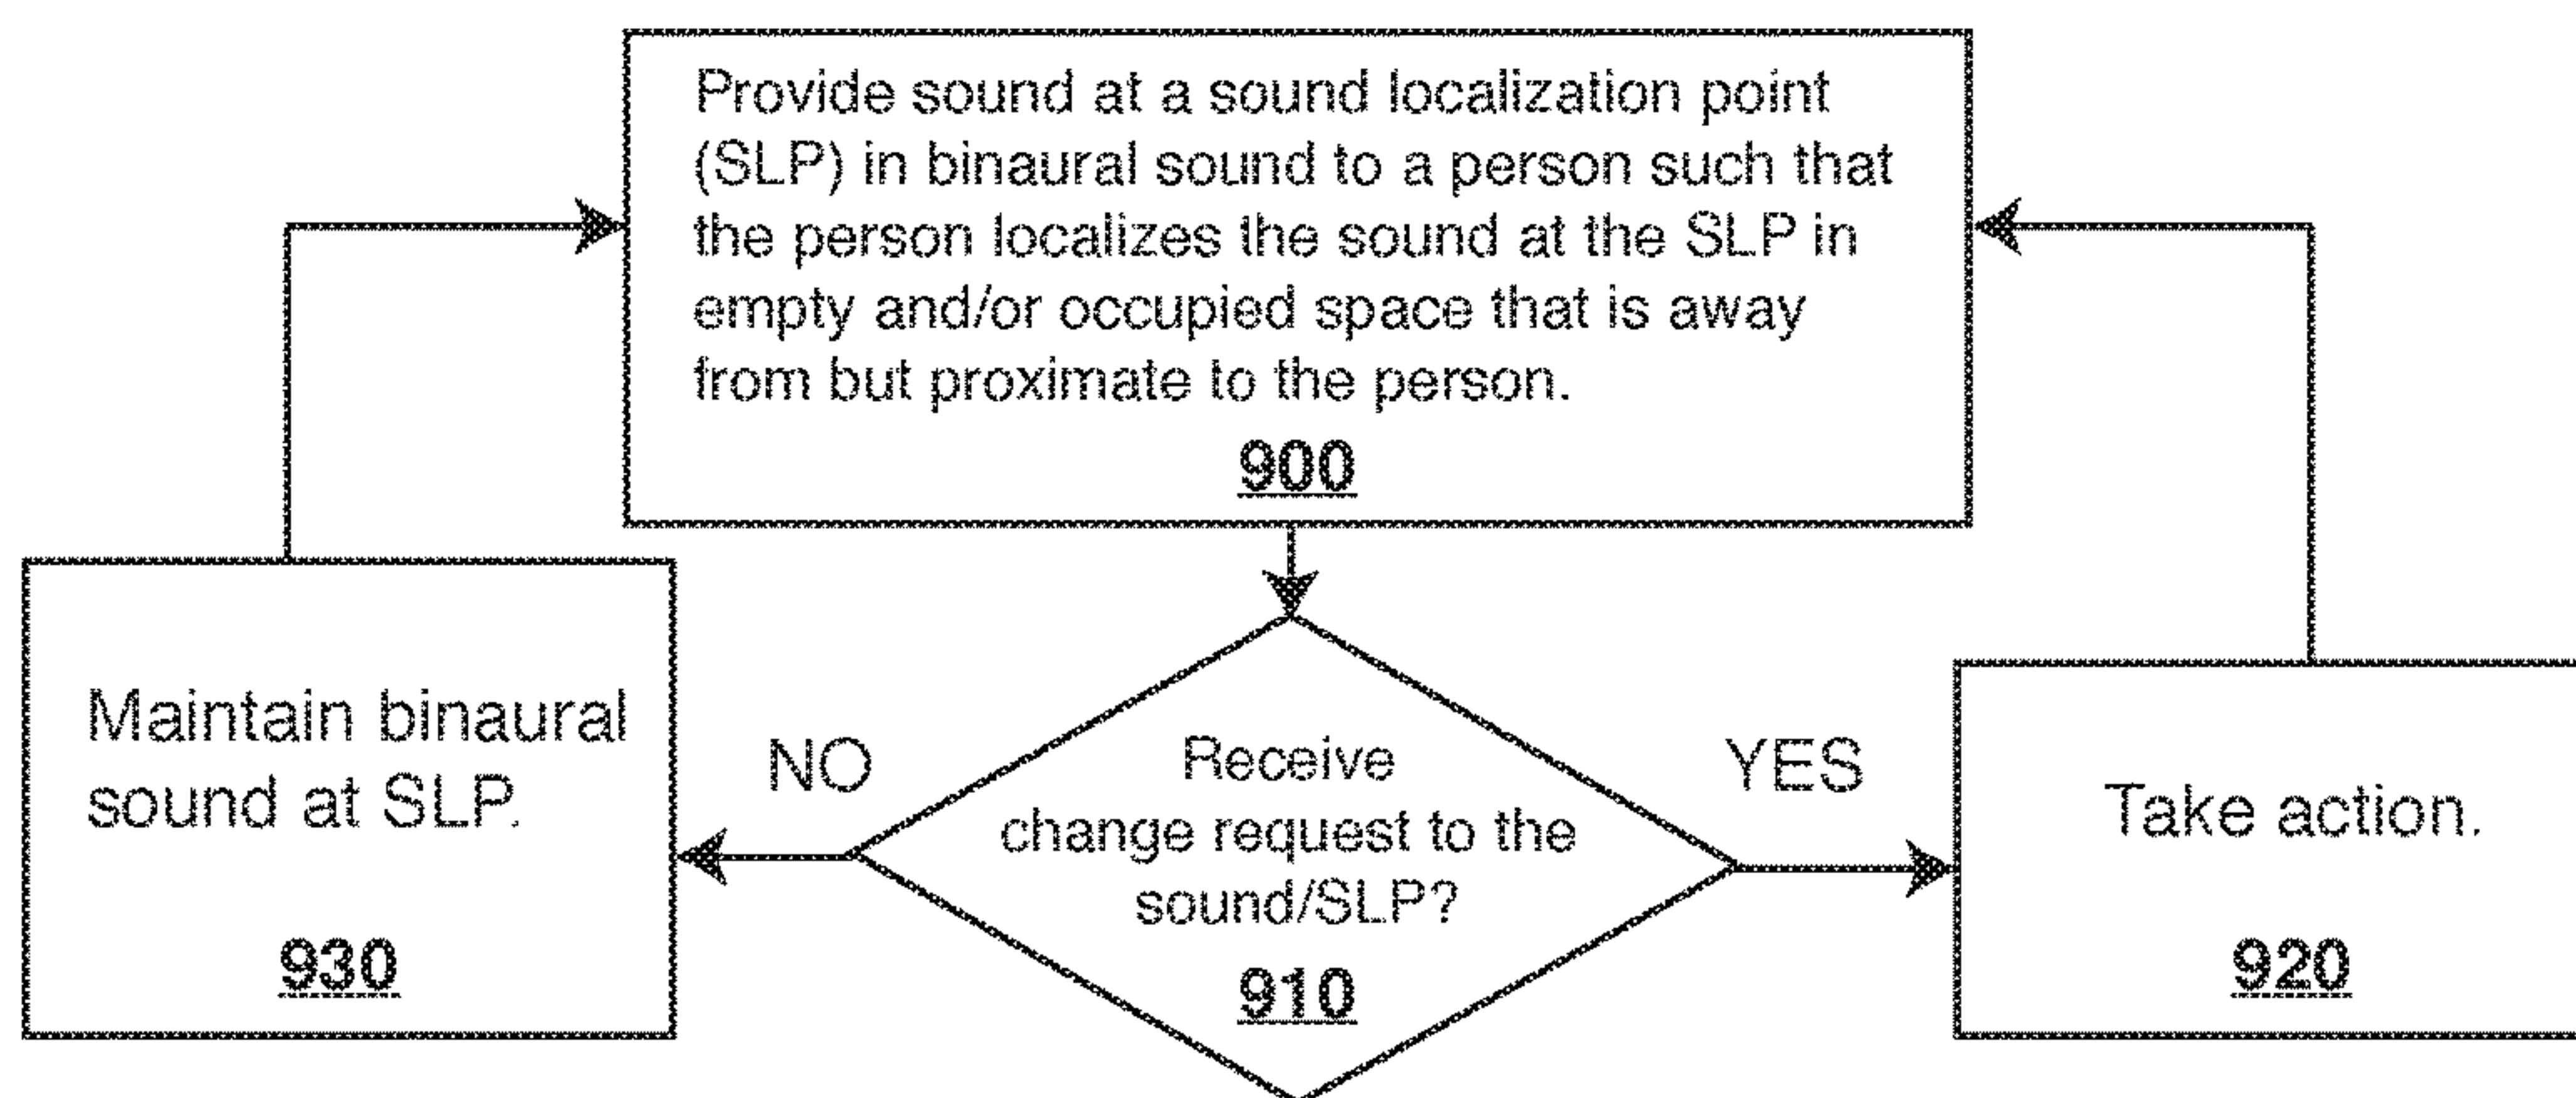 Provide sound at a sound localization point
(SLP) in binaural sound to a person such that
the person localizes the sound at the SLP in
empty and/or occupied space that is away
from but proximate to the person.
900
Maintain binaural
sound at SLP.
930
NO
Receive
change request to the
sound/SLP?
910
YES
Take action.
920